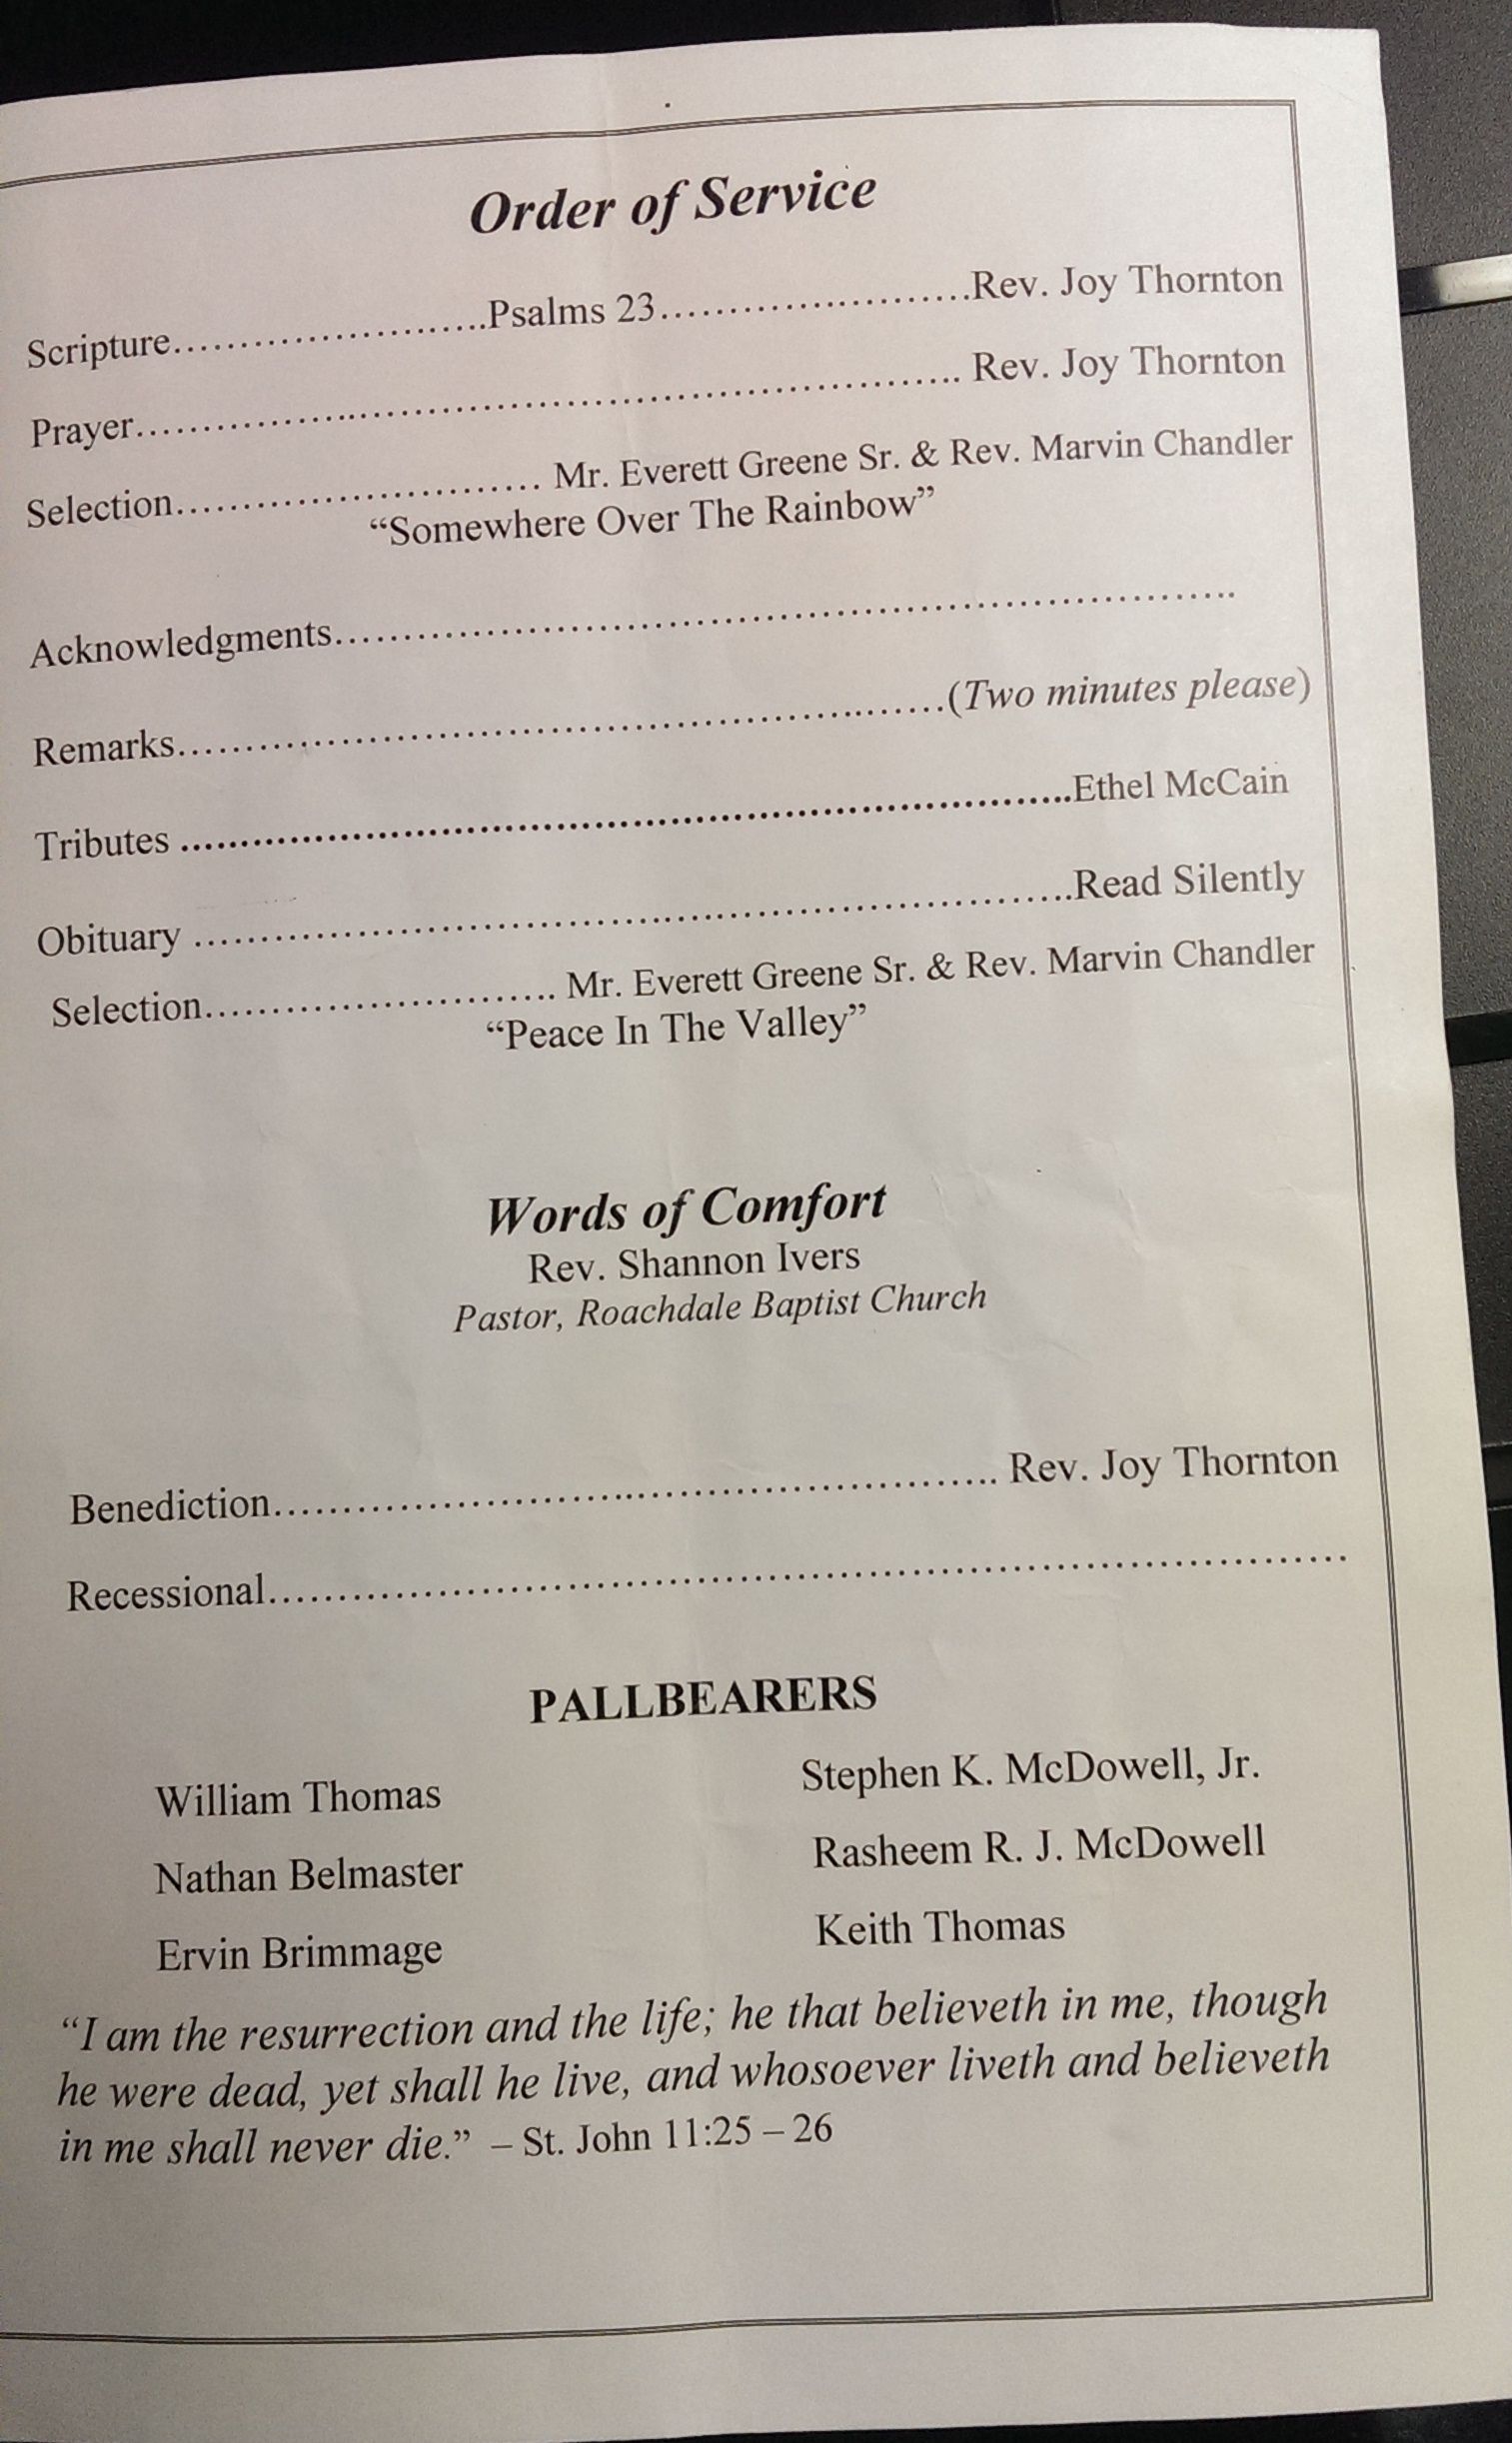 Order of Service
Scripture.........................Psalms 23........................Rev. Joy Thornton
Prayer.............................................................. Rev. Joy Thornton
Selection............................ Mr. Everett Greene Sr. & Rev. Marvin Chandler
“Somewhere Over The Rainbow”
Acknowledgments....................................................................
Remarks.........................................................(Two minutes please)
Tributes ....................................................................Ethel McCain
Obituary ..................................................................Read Silently
Selection.......................... Mr. Everett Greene Sr. & Rev. Marvin Chandler
“Peace In The Valley”
Words of Comfort
Rev. Shannon Ivers
Pastor, Roachdale Baptist Church
Benediction...................................................... Rev. Joy Thornton
Recessional................................................................................
PALLBEARERS
William Thomas Stephen K. McDowell, Jr.
Nathan Belmaster Rasheem R. J. McDowell
Ervin Brimmage Keith Thomas
“I am the resurrection and the life; he that believeth in me, though
he were dead, yet shall he live, and whosoever liveth and believeth
in me shall never die.” – St. John 11:25 – 26